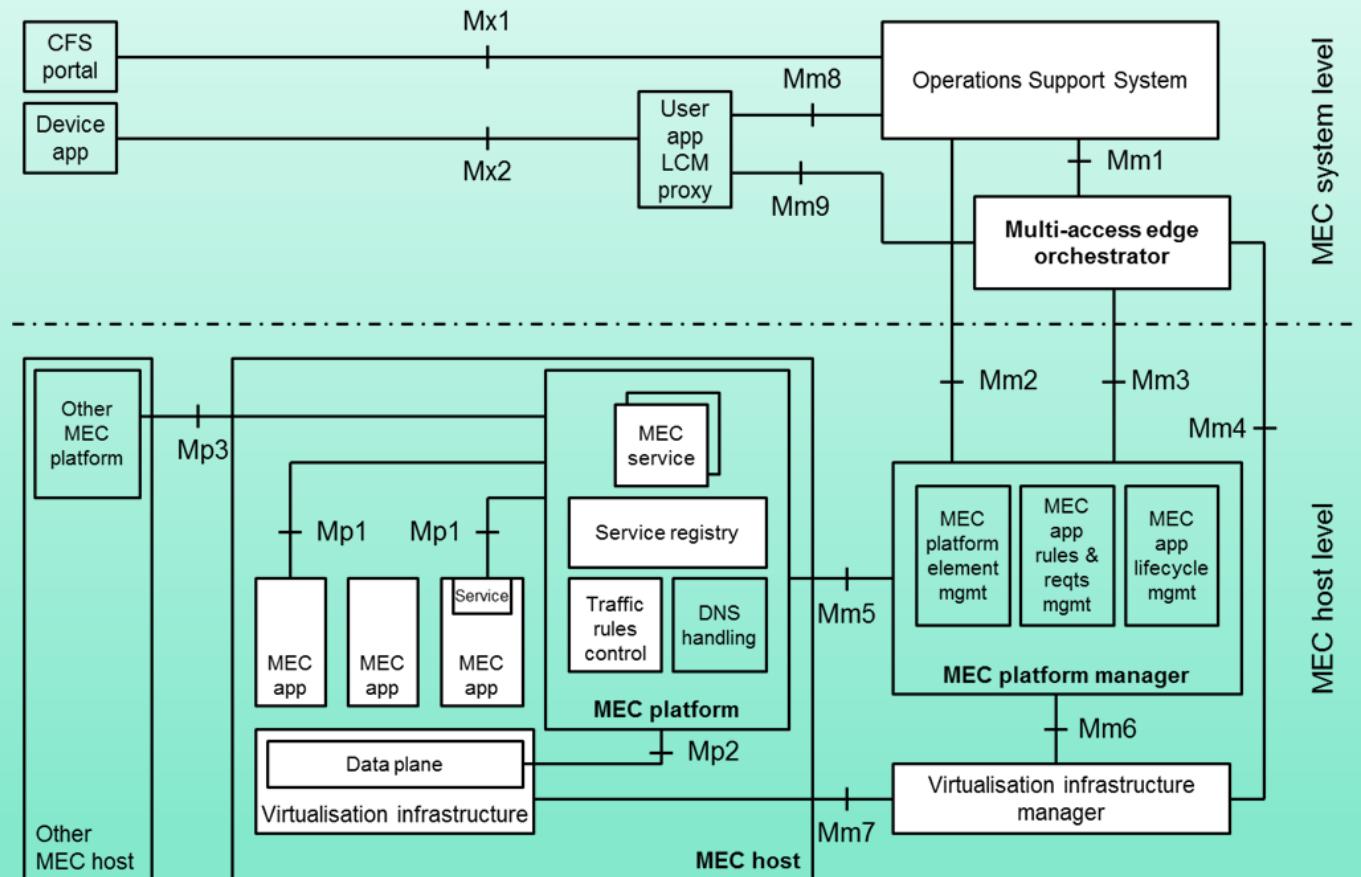 CFS
portal
Mx1
Operations Support System
Device
app
Mx2
User
app
LCM
proxy
Mm8
Mm9
Mm1
Multi-access edge
orchestrator
MEC system level
Other
MEC
platform
Mp3
Mp1
Mp1
MEC
service
Service registry
Traffic
rules
control
DNS
handling
MEC platform
MEC
app
MEC
app
Service
MEC
app
Mp2
Data plane
Virtualisation infrastructure
Other
MEC host
MEC host
Mm2
Mm3
Mm4
Mm5
MEC
platform
element
mgmt
MEC
app
rules &
reqts
mgmt
MEC
app
lifecycle
mgmt
MEC platform manager
Mm6
Mm7
Virtualisation infrastructure
manager
MEC host level